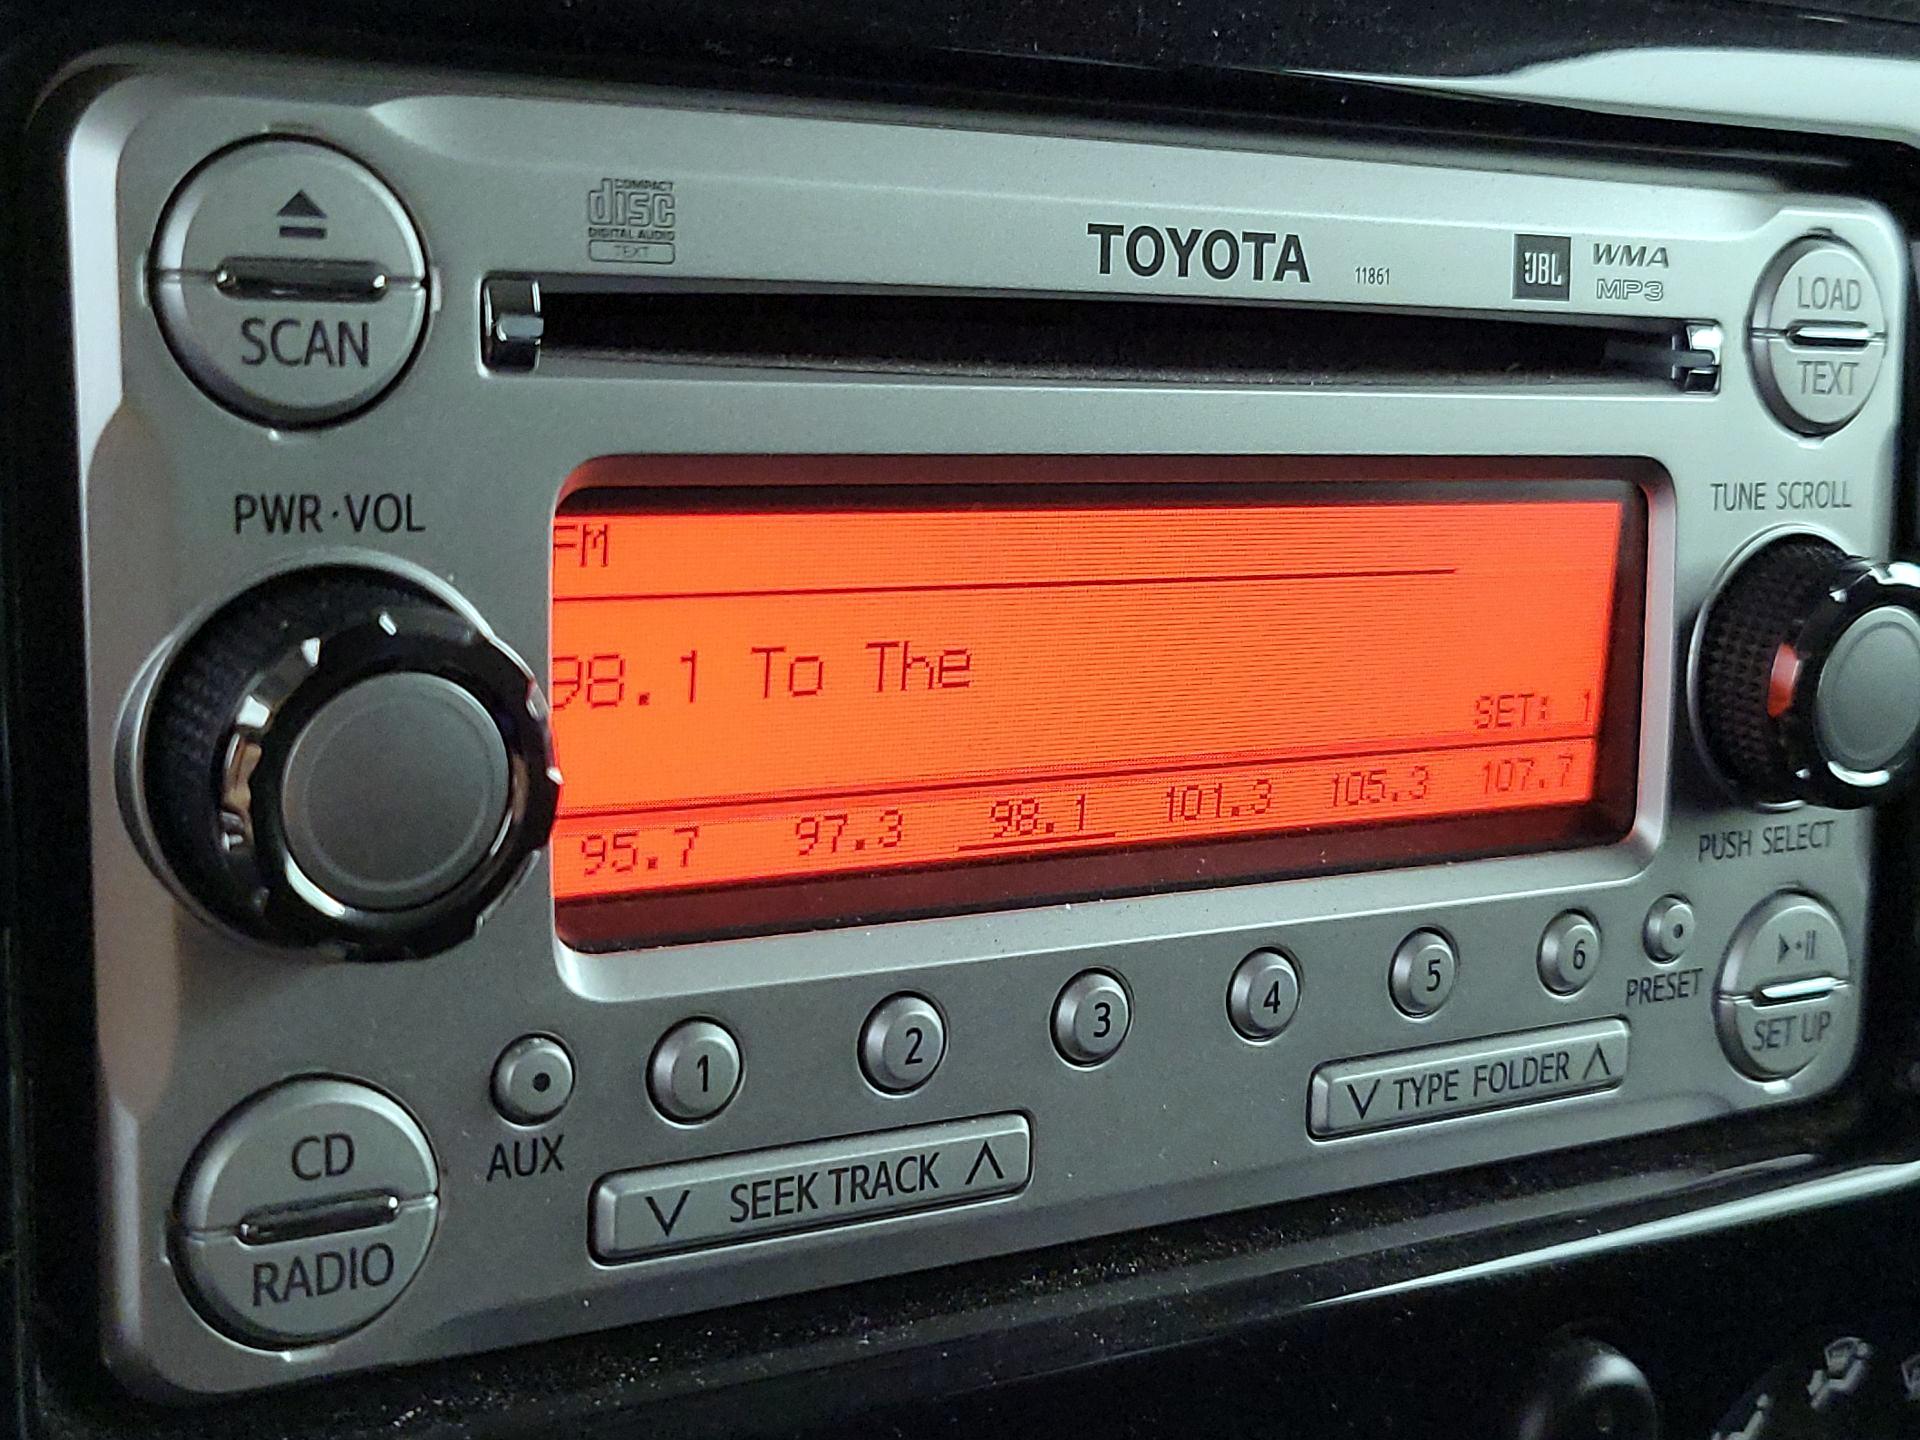 COMPACT
disc
DIGITAL AUDIO
TEXT
TOYOTA
11861
JBL
WMA
MP3
LOAD
TEXT
SCAN
PWR·VOL
TUNE SCROLL
FM
98.1 To The
SET: 1
95.7 97.3 98.1 101.3 105.3 107.7
PUSH SELECT
1 2 3 4 5 6
PRESET
SET UP
AUX
CD
RADIO
∨ SEEK TRACK ∧
∨ TYPE FOLDER ∧